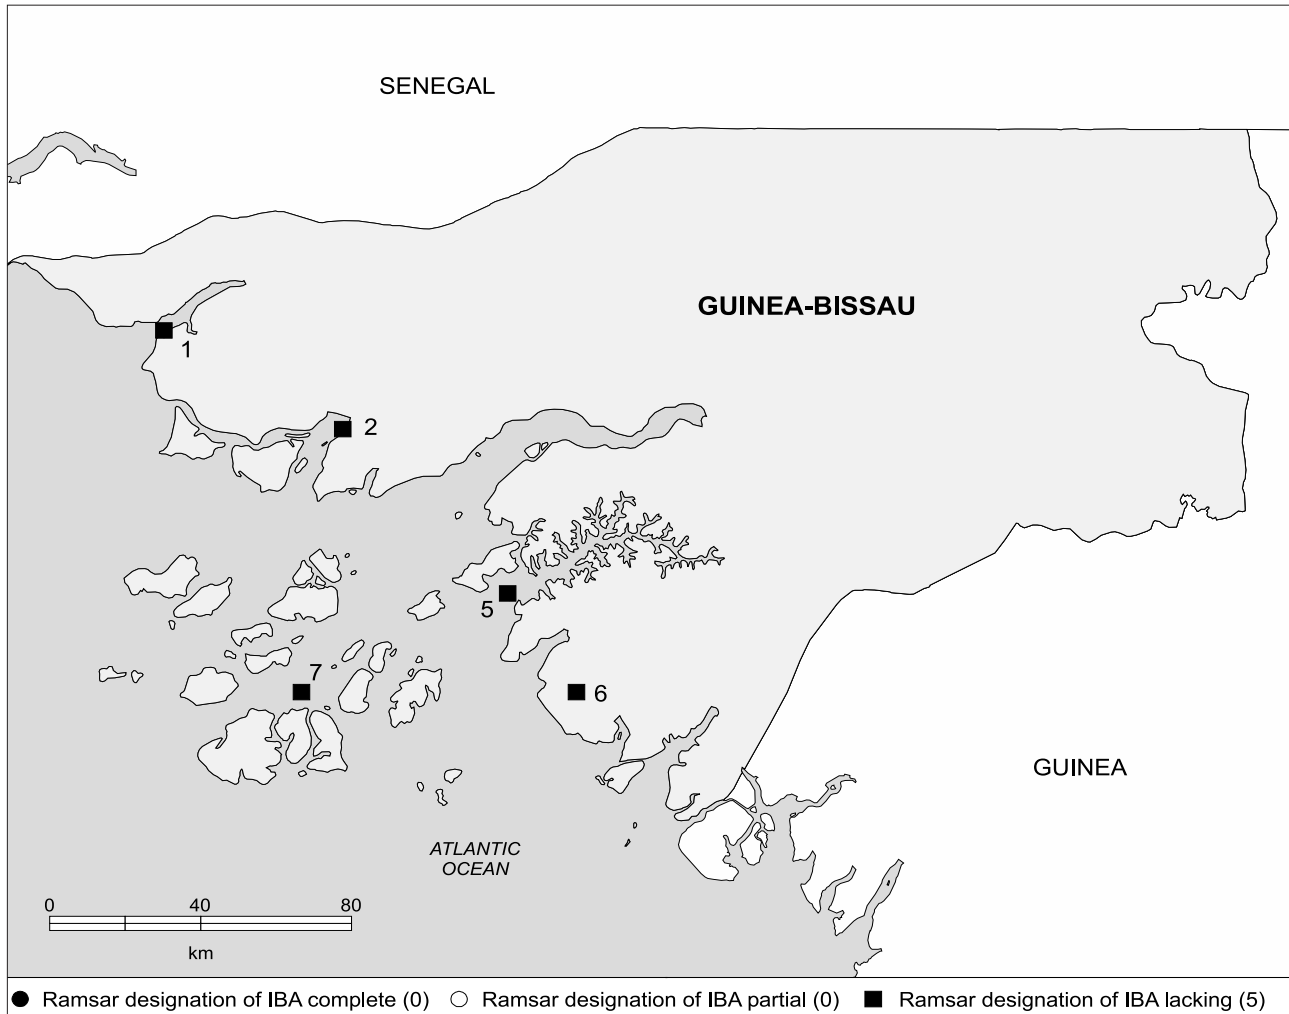 SENEGAL
GUINEA-BISSAU
1
2
5
7
6
GUINEA
ATLANTIC
OCEAN
0 40 80
km
Ramsar designation of IBA complete (0) Ramsar designation of IBA partial (0) Ramsar designation of IBA lacking (5)